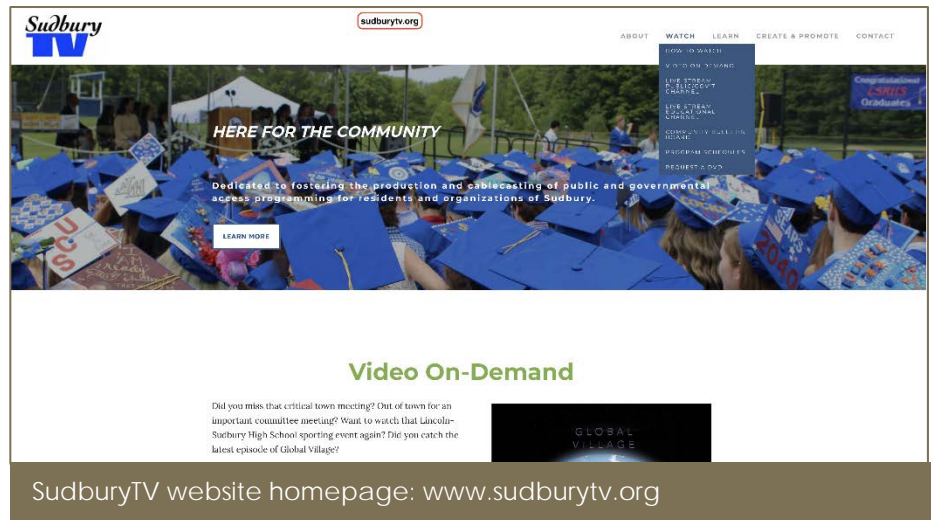 Sudbury
TV
sudburytv.org
ABOUT WATCH LEARN CREATE & PROMOTE CONTACT
HOW TO WATCH
VIDEO ON DEMAND
LIVE STREAM
PUBLIC/GOV'T
CHANNEL
LIVE STREAM
EDUCATIONAL
CHANNEL
COMMUNITY BULLETIN
BOARD
PROGRAM SCHEDULES
REQUEST A DVD
Congratulations!
LSRHS
Graduates
HERE FOR THE COMMUNITY
Dedicated to fostering the production and cablecasting of public and governmental
access programming for residents and organizations of Sudbury.
LEARN MORE
UCS
I AM
Ready
2040
Video On-Demand
Did you miss that critical town meeting? Out of town for an
important committee meeting? Want to watch that Lincoln-
Sudbury High School sporting event again? Did you catch the
latest episode of Global Village?
GLOBAL
VILLAGE
SudburyTV website homepage: www.sudburytv.org